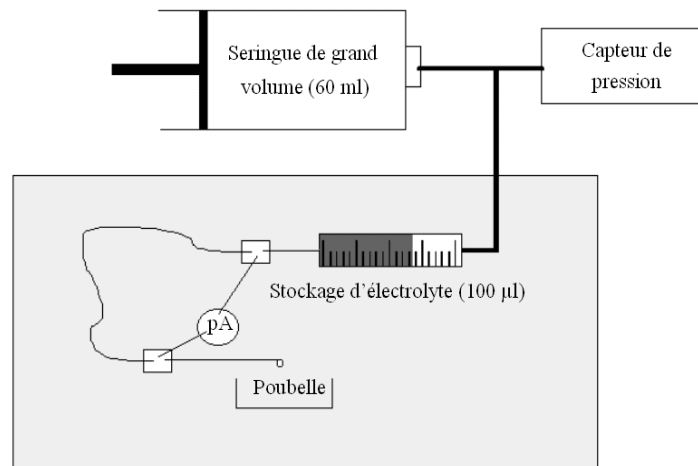 Seringue de grand
volume (60 ml)
Capteur de
pression
Stockage d’électrolyte (100 µl)
pA
Poubelle